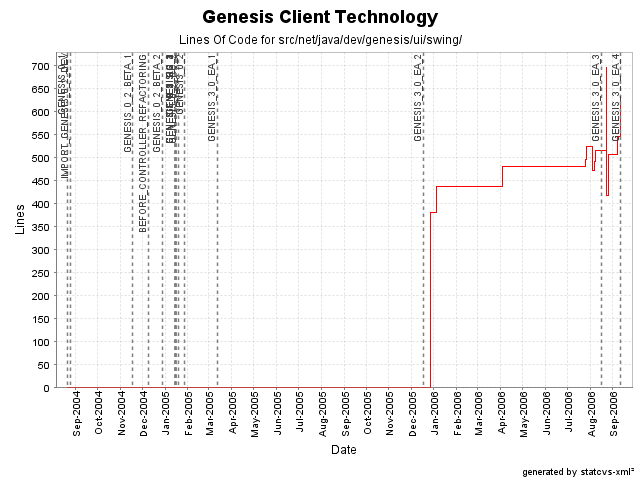 Genesis Client Technology
Lines Of Code for src/net/java/dev/genesis/ui/swing/
Lines
700
650
600
550
500
450
400
350
300
250
200
150
100
50
0
GENESIS_0_2_BETA_1
BEFORE_CONTROLLER_REFACTORING
GENESIS_0_2_BETA_2
GENESIS_3_0_EA_1
GENESIS_3_0_EA_2
GENESIS_3_0_EA_3
GENESIS_3_0_EA_4
Sep-2004
Oct-2004
Nov-2004
Dec-2004
Jan-2005
Feb-2005
Mar-2005
Apr-2005
May-2005
Jun-2005
Jul-2005
Aug-2005
Sep-2005
Oct-2005
Nov-2005
Dec-2005
Jan-2006
Feb-2006
Mar-2006
Apr-2006
May-2006
Jun-2006
Jul-2006
Aug-2006
Sep-2006
Date
generated by statcvs-xml²